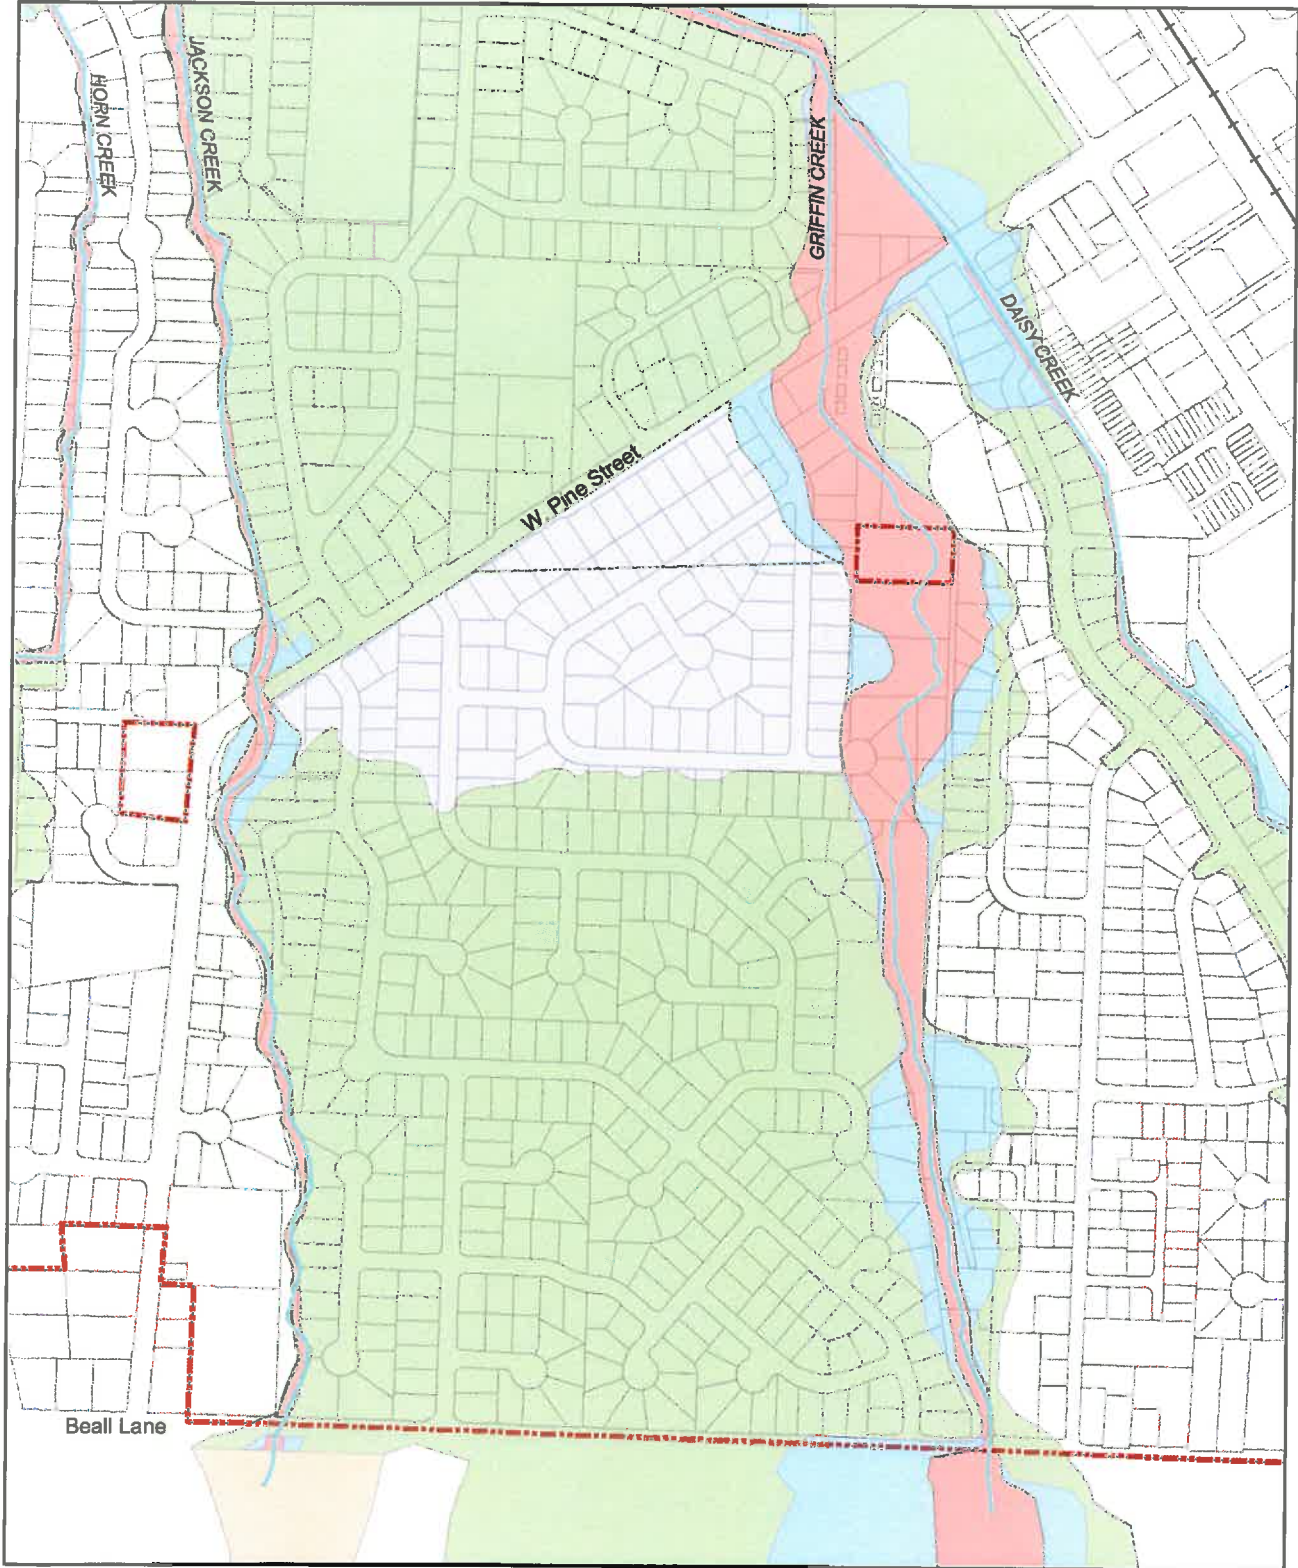 HORN CREEK
JACKSON CREEK
GRIFFIN CREEK
DAISY CREEK
W. Pine Street
Beall Lane